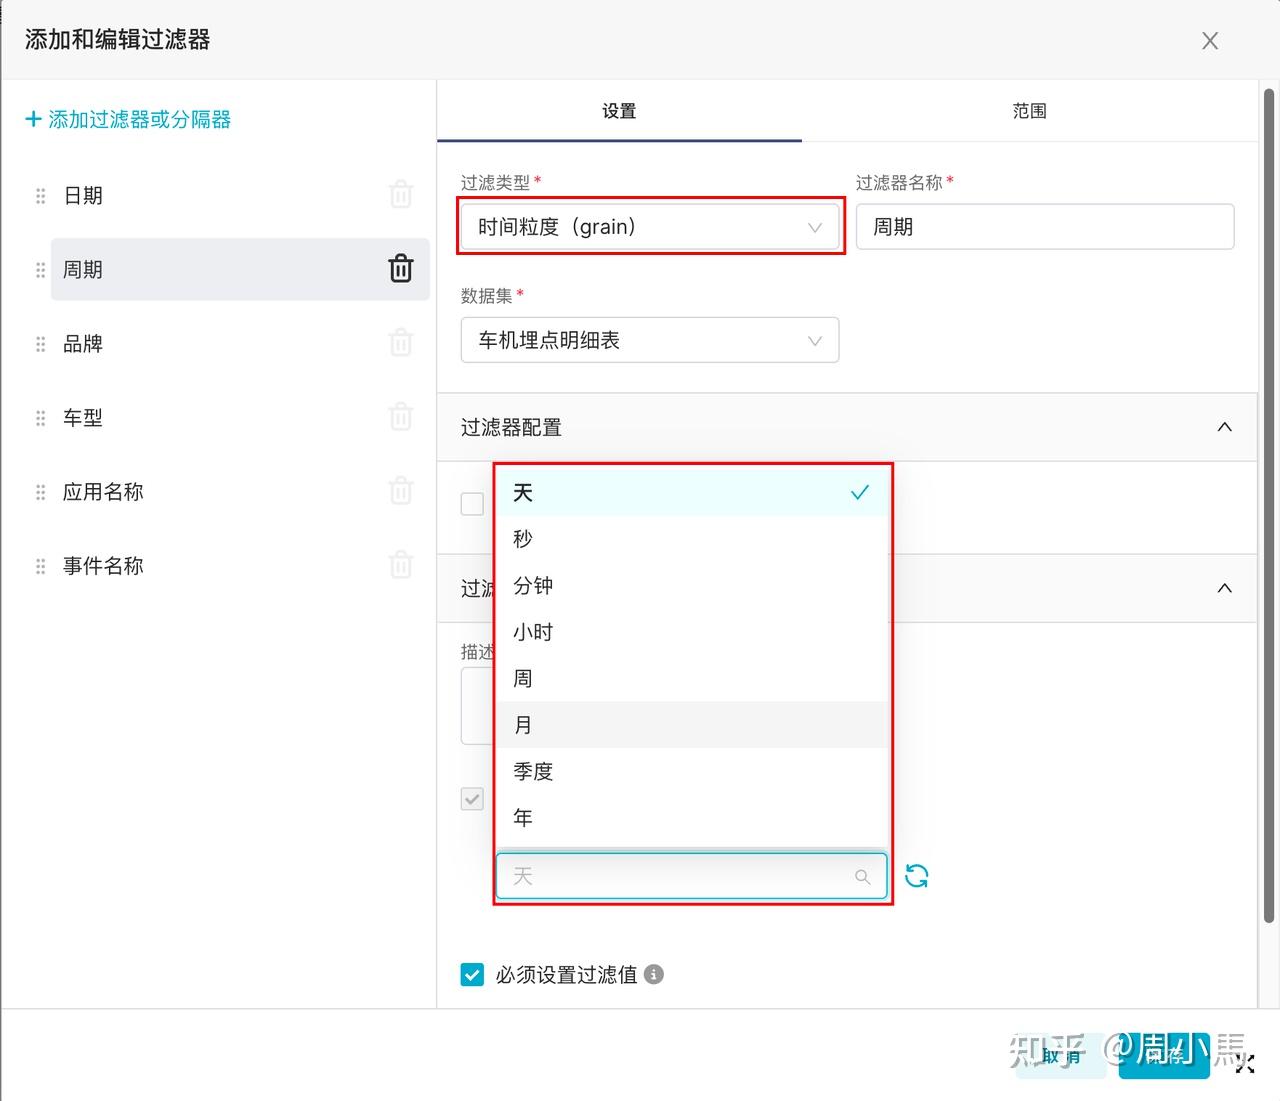 添加和编辑过滤器
+ 添加过滤器或分隔器
日期
周期
品牌
车型
应用名称
事件名称
设置
范围
过滤类型 *
时间粒度（grain）
过滤器名称 *
周期
数据集 *
车机埋点明细表
过滤器配置
天
秒
分钟
过滤
小时
描述
周
月
季度
年
天
必须设置过滤值
取消
保存
知乎 @周小馬